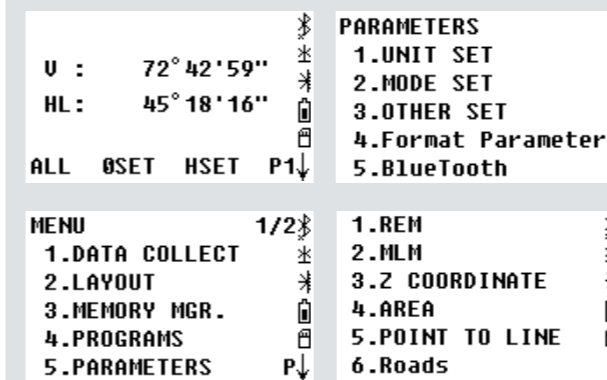 V :      72°42'59"
HL:      45°18'16"
ALL   0SET   HSET   P1↓
PARAMETERS
1.UNIT SET
2.MODE SET
3.OTHER SET
4.Format Parameter
5.BlueTooth
MENU   1/2
1.DATA COLLECT
2.LAYOUT
3.MEMORY MGR.
4.PROGRAMS
5.PARAMETERS   P↓
1.REM
2.MLM
3.Z COORDINATE
4.AREA
5.POINT TO LINE
6.Roads